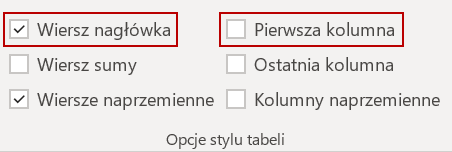 Wiersz nagłówka
Pierwsza kolumna
Wiersz sumy
Ostatnia kolumna
Wiersze naprzemienne
Kolumny naprzemienne
Opcje stylu tabeli